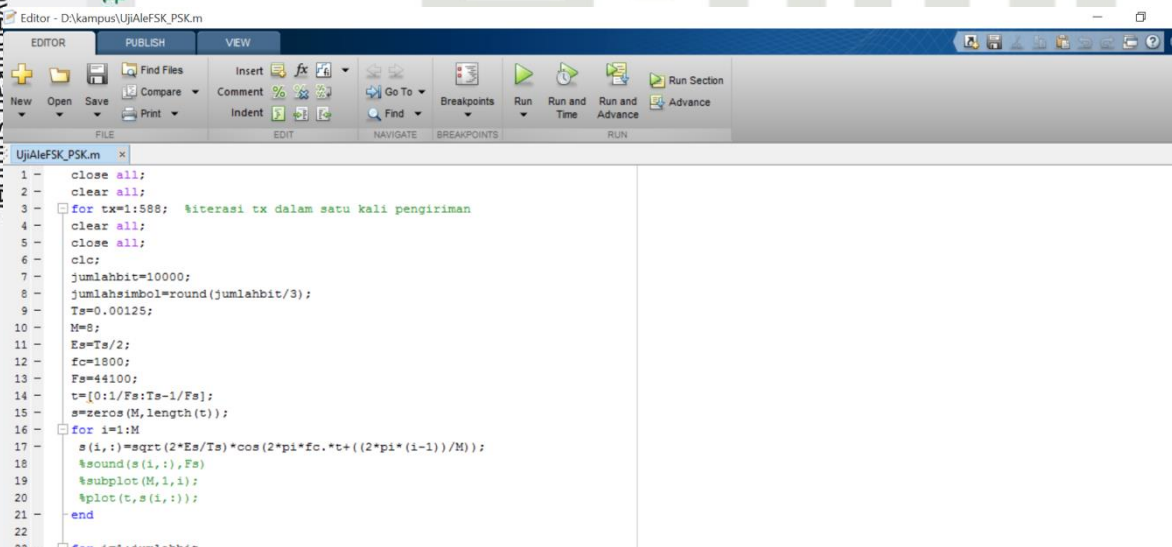 Editor - D:\kampus\UjiAleFSK_PSK.m
EDITOR PUBLISH VIEW
New Open Save Find Files Compare Print
Insert fx Comment % Indent
Go To Find
Breakpoints
Run Run and Time Run and Advance Run Section Advance
FILE EDIT NAVIGATE BREAKPOINTS RUN
UjiAleFSK_PSK.m ×
1 - close all;
2 - clear all;
3 - for tx=1:588; %iterasi tx dalam satu kali pengiriman
4 - clear all;
5 - close all;
6 - clc;
7 - jumlahbit=10000;
8 - jumlahsimbol=round(jumlahbit/3);
9 - Ts=0.00125;
10 - M=8;
11 - Es=Ts/2;
12 - fc=1800;
13 - Fs=44100;
14 - t=[0:1/Fs:Ts-1/Fs];
15 - s=zeros(M,length(t));
16 - for i=1:M
17 - s(i,:)=sqrt(2*Es/Ts)*cos(2*pi*fc.*t+((2*pi*(i-1))/M));
18 %sound(s(i,:),Fs)
19 %subplot(M,1,i);
20 %plot(t,s(i,:));
21 - end
22